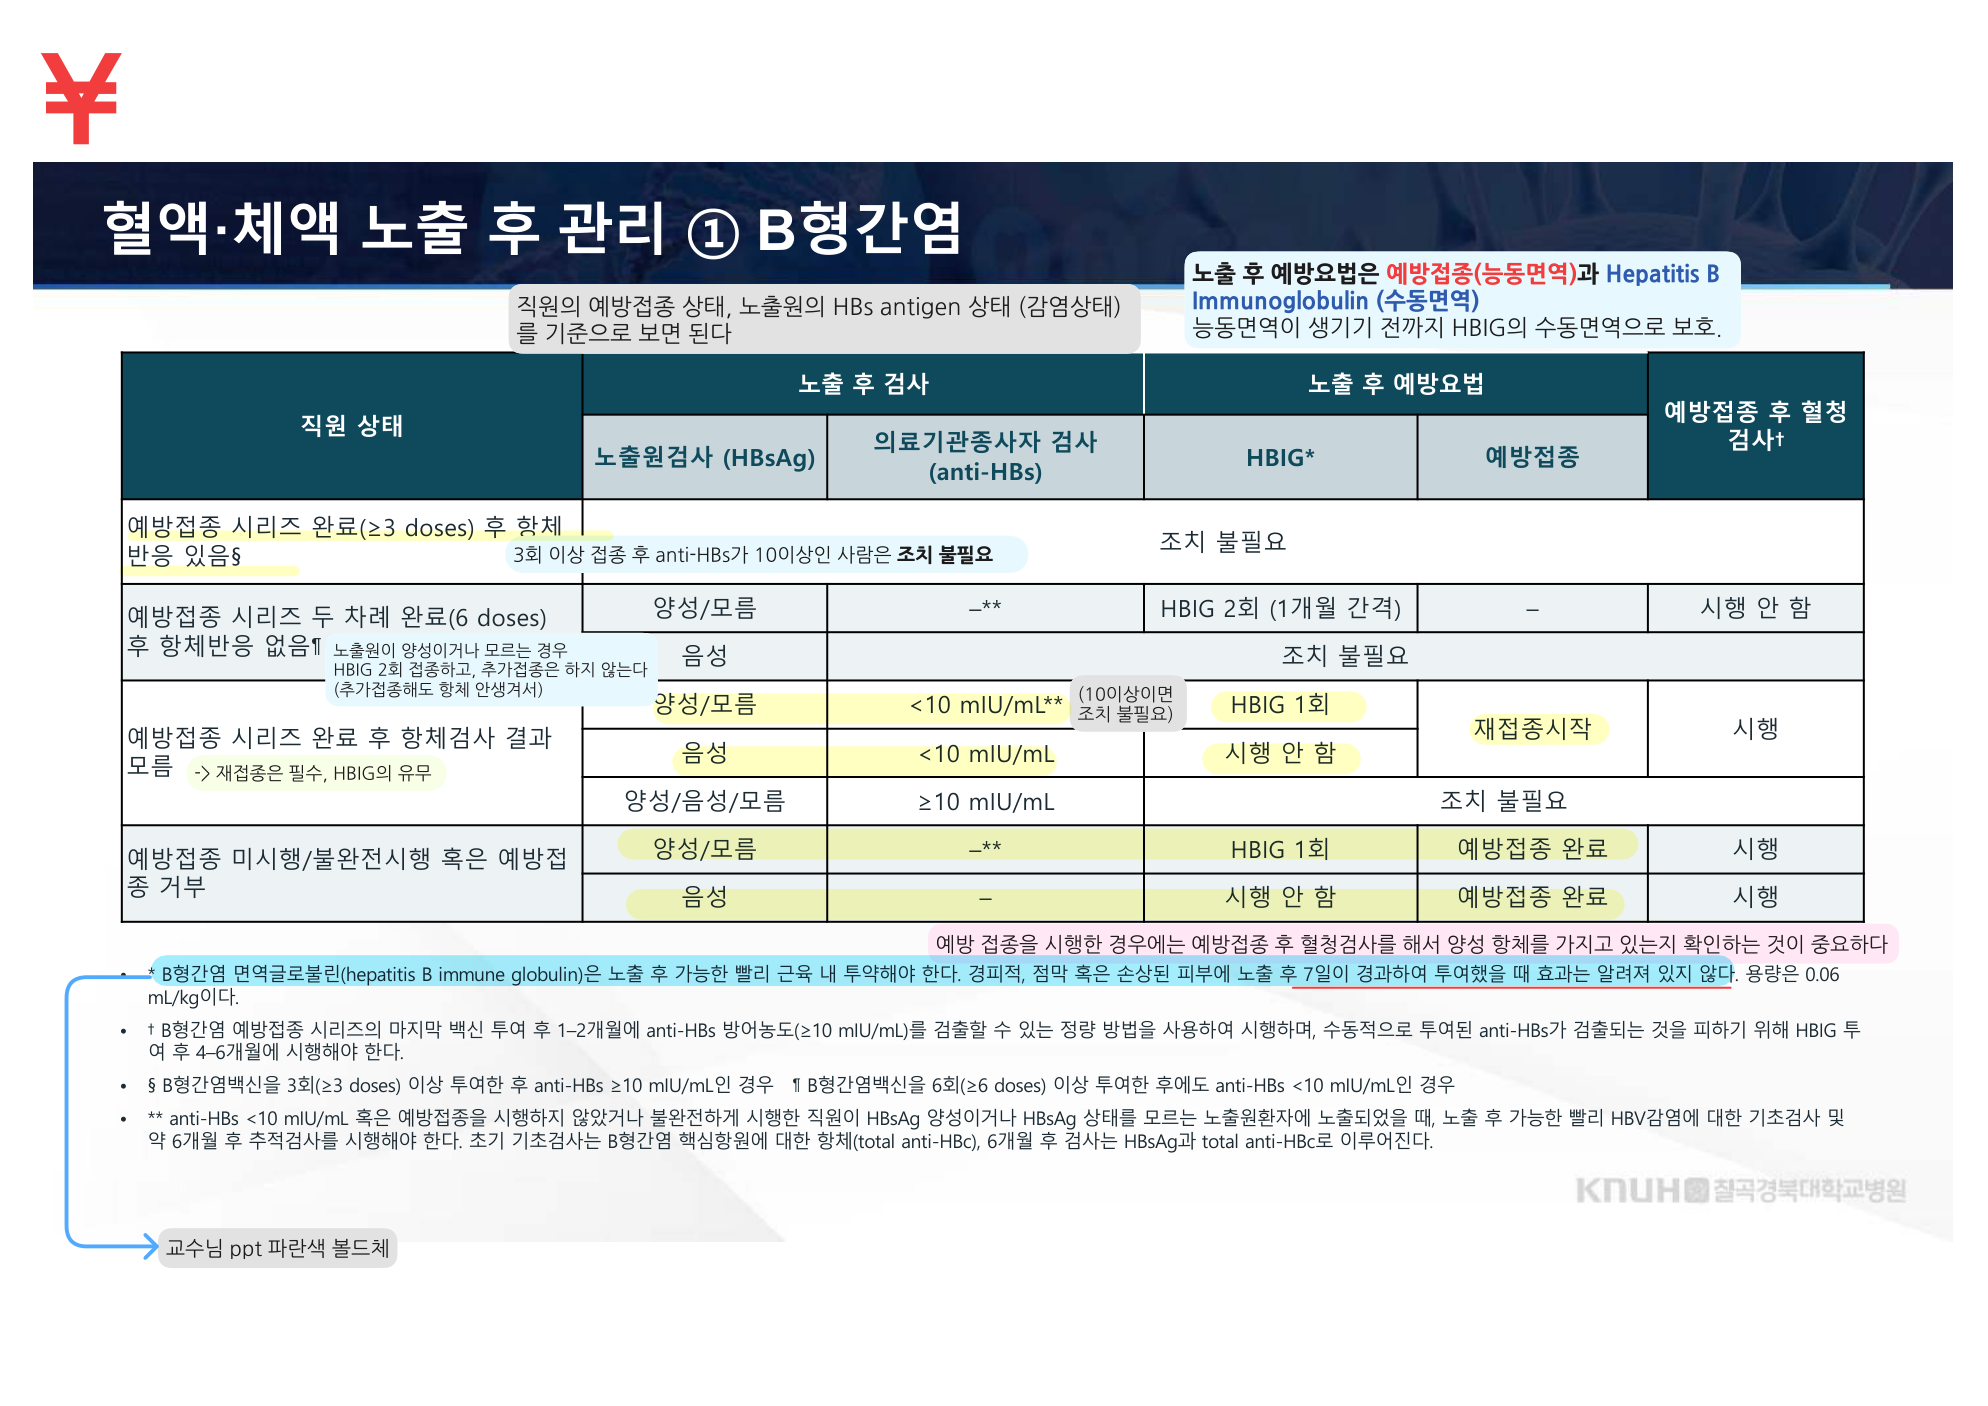 ¥
혈액·체액 노출 후 관리 ① B형간염
노출 후 예방요법은 예방접종(능동면역)과 Hepatitis B
Immunoglobulin (수동면역)
능동면역이 생기기 전까지 HBIG의 수동면역으로 보호.
직원의 예방접종 상태, 노출원의 HBs antigen 상태 (감염상태)
를 기준으로 보면 된다
직원 상태
노출 후 검사
노출 후 예방요법
예방접종 후 혈청
검사†
노출원검사 (HBsAg)
의료기관종사자 검사
(anti-HBs)
HBIG*
예방접종
예방접종 시리즈 완료(≥3 doses) 후 항체
반응 있음§
3회 이상 접종 후 anti-HBs가 10이상인 사람은 조치 불필요
조치 불필요
예방접종 시리즈 두 차례 완료(6 doses)
후 항체반응 없음¶
노출원이 양성이거나 모르는 경우
HBIG 2회 접종하고, 추가접종은 하지 않는다
(추가접종해도 항체 안생겨서)
양성/모름
–**
HBIG 2회 (1개월 간격)
–
시행 안 함
음성
조치 불필요
예방접종 시리즈 완료 후 항체검사 결과
모름
-> 재접종은 필수, HBIG의 유무
양성/모름
<10 mIU/mL**
(10이상이면
조치 불필요)
HBIG 1회
재접종시작
시행
음성
<10 mIU/mL
시행 안 함
양성/음성/모름
≥10 mIU/mL
조치 불필요
예방접종 미시행/불완전시행 혹은 예방접
종 거부
양성/모름
–**
HBIG 1회
예방접종 완료
시행
음성
–
시행 안 함
예방접종 완료
시행
예방 접종을 시행한 경우에는 예방접종 후 혈청검사를 해서 양성 항체를 가지고 있는지 확인하는 것이 중요하다
• * B형간염 면역글로불린(hepatitis B immune globulin)은 노출 후 가능한 빨리 근육 내 투약해야 한다. 경피적, 점막 혹은 손상된 피부에 노출 후 7일이 경과하여 투여했을 때 효과는 알려져 있지 않다. 용량은 0.06
mL/kg이다.
• † B형간염 예방접종 시리즈의 마지막 백신 투여 후 1–2개월에 anti-HBs 방어농도(≥10 mIU/mL)를 검출할 수 있는 정량 방법을 사용하여 시행하며, 수동적으로 투여된 anti-HBs가 검출되는 것을 피하기 위해 HBIG 투
여 후 4–6개월에 시행해야 한다.
• § B형간염백신을 3회(≥3 doses) 이상 투여한 후 anti-HBs ≥10 mIU/mL인 경우 ¶ B형간염백신을 6회(≥6 doses) 이상 투여한 후에도 anti-HBs <10 mIU/mL인 경우
• ** anti-HBs <10 mIU/mL 혹은 예방접종을 시행하지 않았거나 불완전하게 시행한 직원이 HBsAg 양성이거나 HBsAg 상태를 모르는 노출원환자에 노출되었을 때, 노출 후 가능한 빨리 HBV감염에 대한 기초검사 및
약 6개월 후 추적검사를 시행해야 한다. 초기 기초검사는 B형간염 핵심항원에 대한 항체(total anti-HBc), 6개월 후 검사는 HBsAg과 total anti-HBc로 이루어진다.
KNUH 칠곡경북대학교병원
교수님 ppt 파란색 볼드체